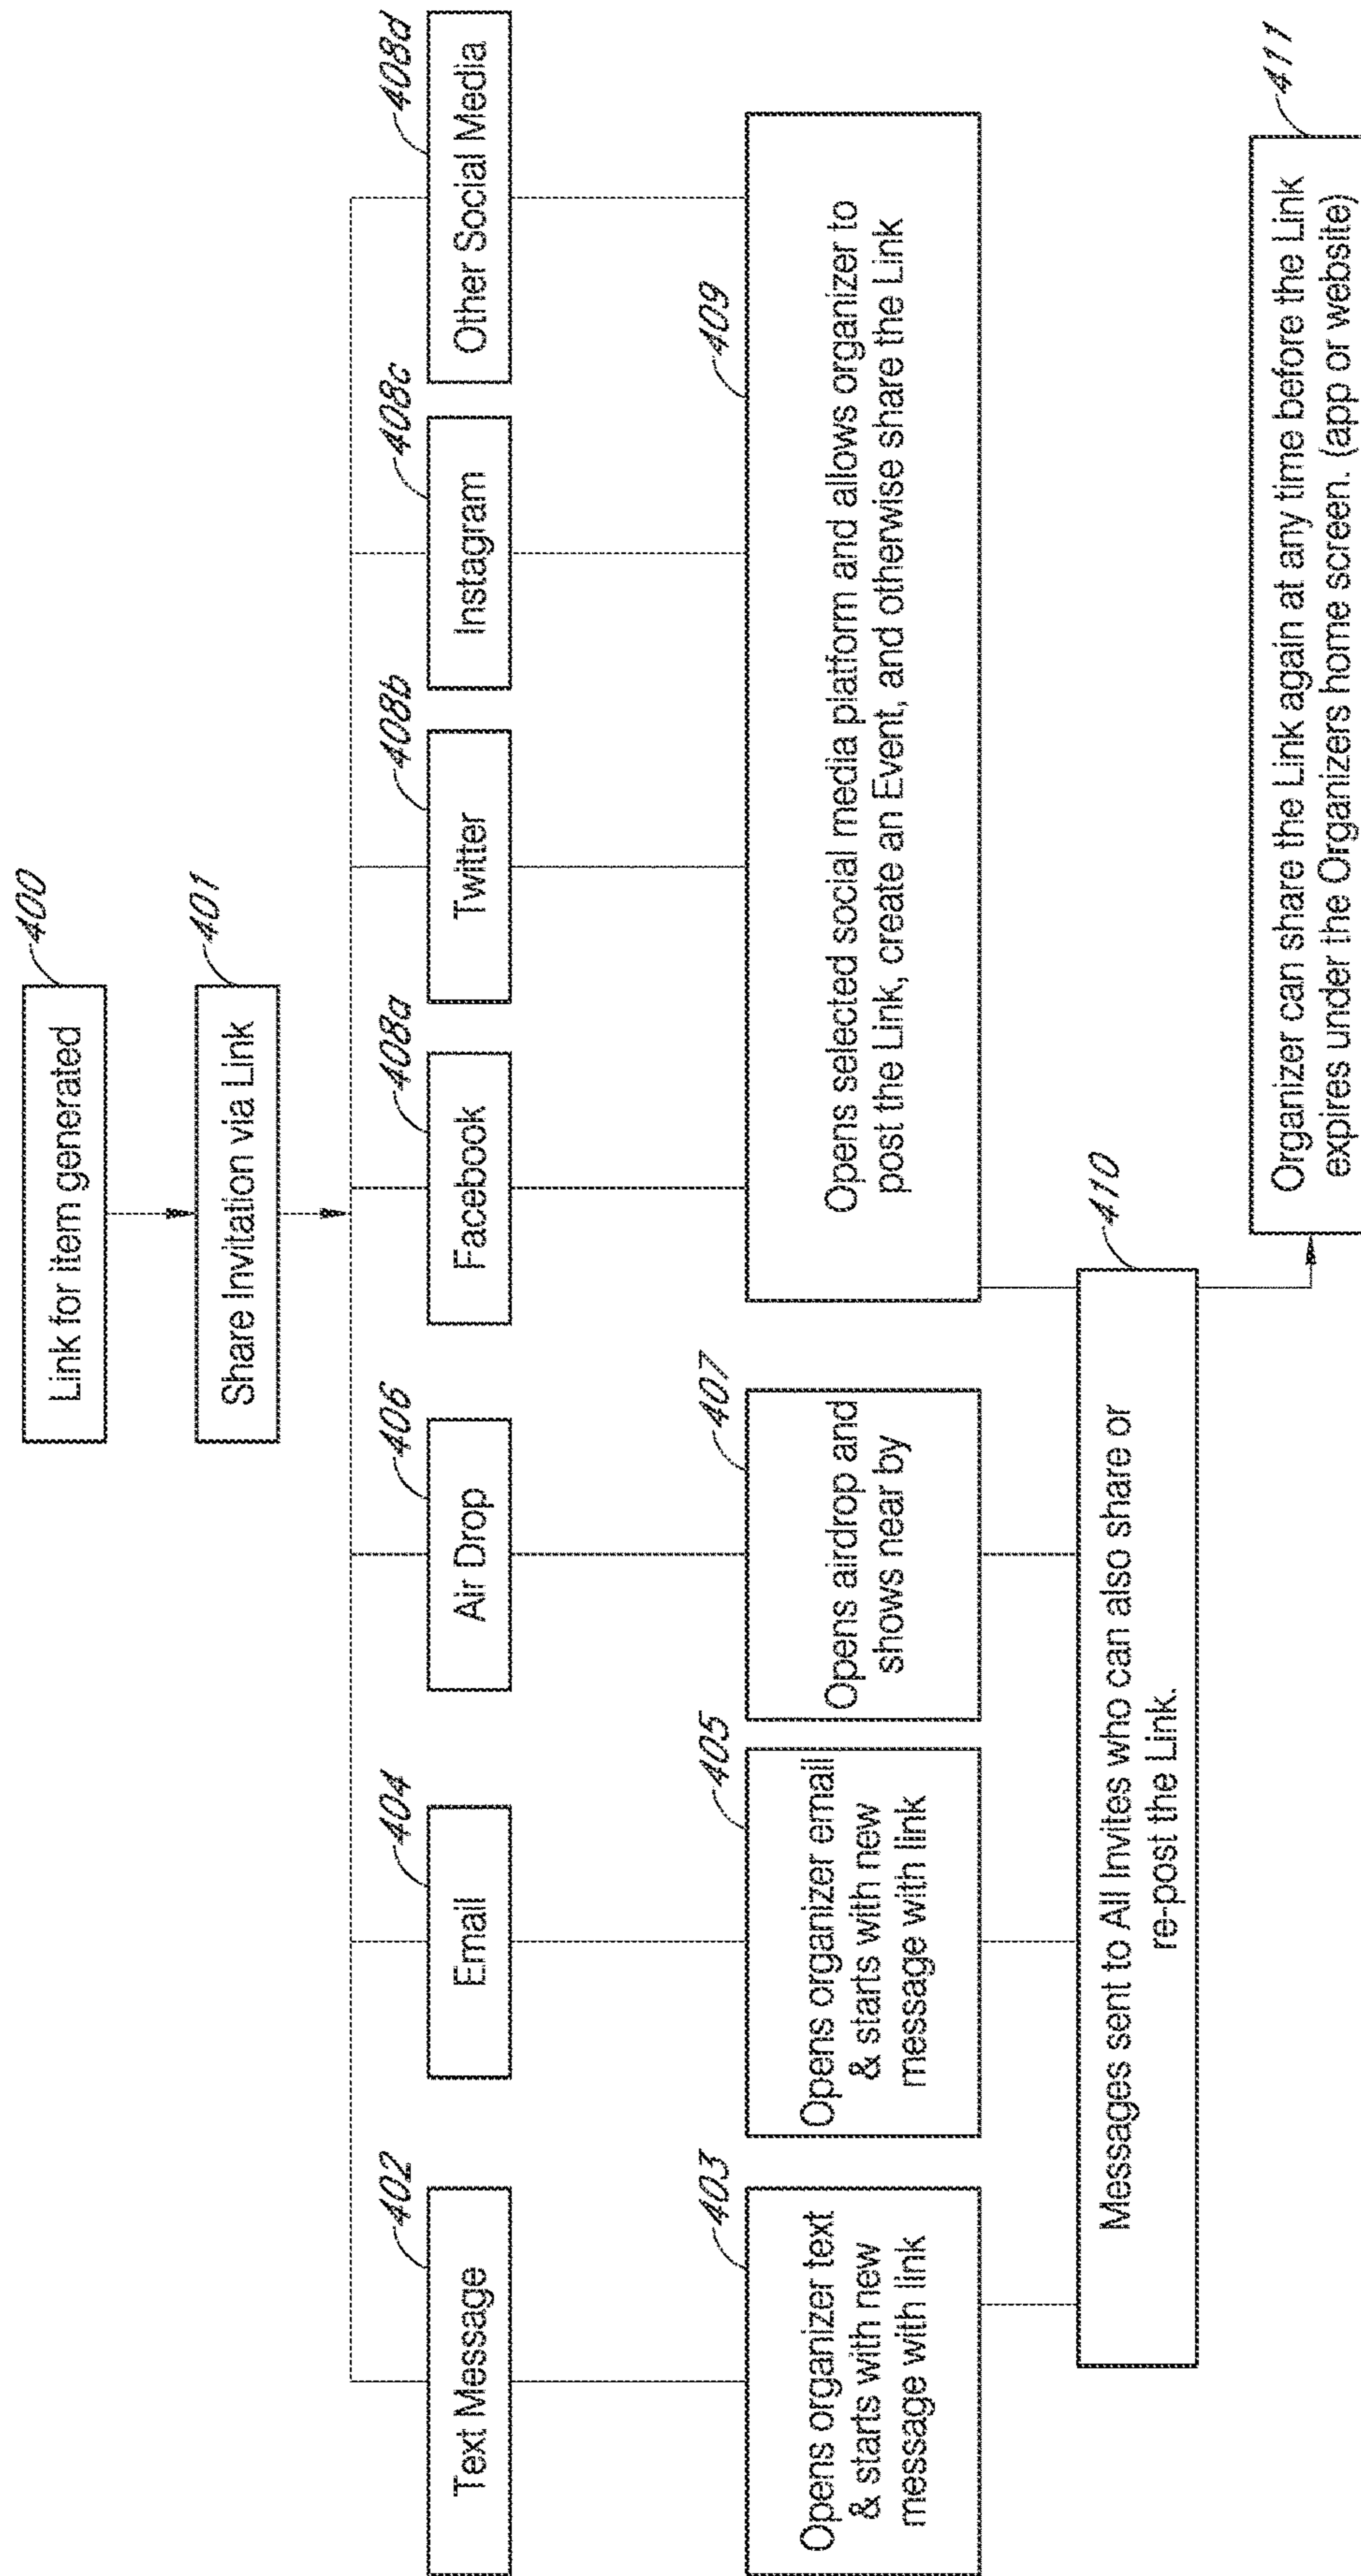 400
Link for item generated
401
Share Invitation via Link
402
Text Message
404
Email
406
Air Drop
408a
Facebook
408b
Twitter
408c
Instagram
408d
Other Social Media
403
Opens organizer text
& starts with new
message with link
405
Opens organizer email
& starts with new
message with link
407
Opens airdrop and
shows near by
409
Opens selected social media platform and allows organizer to
post the Link, create an Event, and otherwise share the Link
410
Messages sent to All Invites who can also share or
re-post the Link.
411
Organizer can share the Link again at any time before the Link
expires under the Organizers home screen. (app or website)